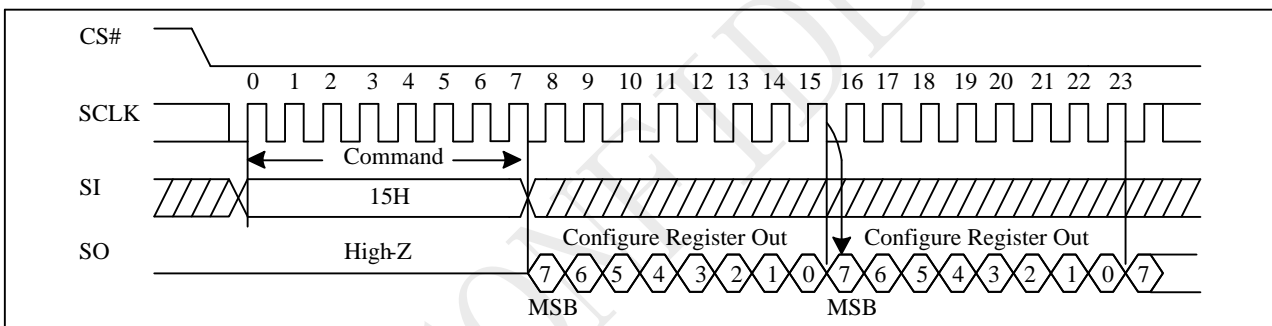 CS#
0 1 2 3 4 5 6 7 8 9 10 11 12 13 14 15 16 17 18 19 20 21 22 23
SCLK
Command
SI
15H
SO
High-Z
Configure Register Out Configure Register Out
7 6 5 4 3 2 1 0 7 6 5 4 3 2 1 0 7
MSB MSB